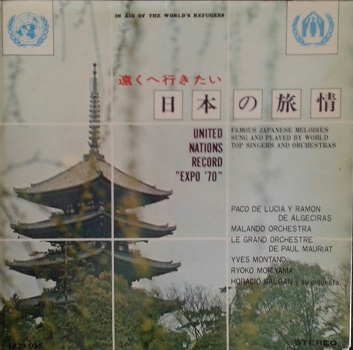 IN AID OF THE WORLD'S REFUGEES
遠くへ行きたい
日本の旅情
UNITED
NATIONS
RECORD
"EXPO '70"
FAMOUS JAPANESE MELODIES
SUNG AND PLAYED BY WORLD
TOP SINGERS AND ORCHESTRAS
PACO DE LUCIA Y RAMON
DE ALGECIRAS
MALANDO ORCHESTRA
LE GRAND ORCHESTRE
DE PAUL MAURIAT
YVES MONTAND
RYOKO MORIYAMA
HORACIO SALGAN y su orquesta
STEREO